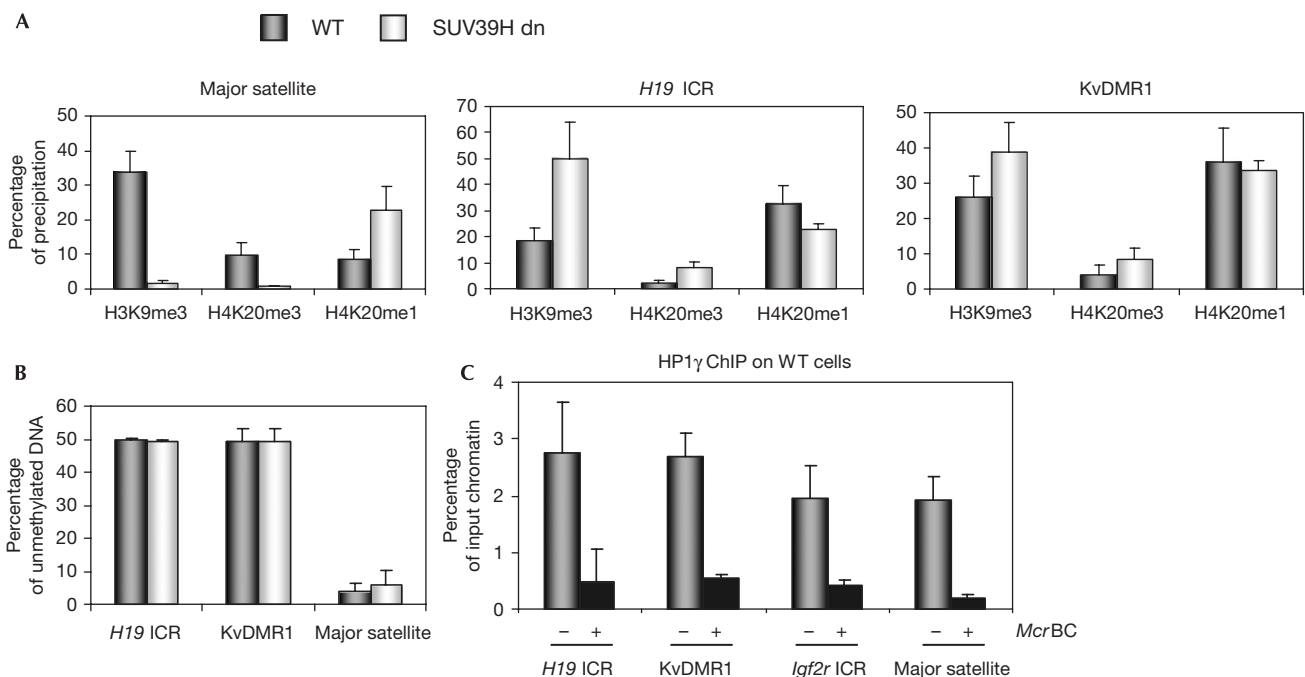 A
WT SUV39H dn
Major satellite
Percentage
of precipitation
50
40
30
20
10
0
H3K9me3 H4K20me3 H4K20me1
H19 ICR
70
60
50
40
30
20
10
0
H3K9me3 H4K20me3 H4K20me1
KvDMR1
50
40
30
20
10
0
H3K9me3 H4K20me3 H4K20me1
B
Percentage
of unmethylated DNA
60
50
40
30
20
10
0
H19 ICR KvDMR1 Major satellite
C
HP1γ ChIP on WT cells
Percentage
of input chromatin
4
3
2
1
0
– + – + – + – + McrBC
H19 ICR KvDMR1 Igf2r ICR Major satellite